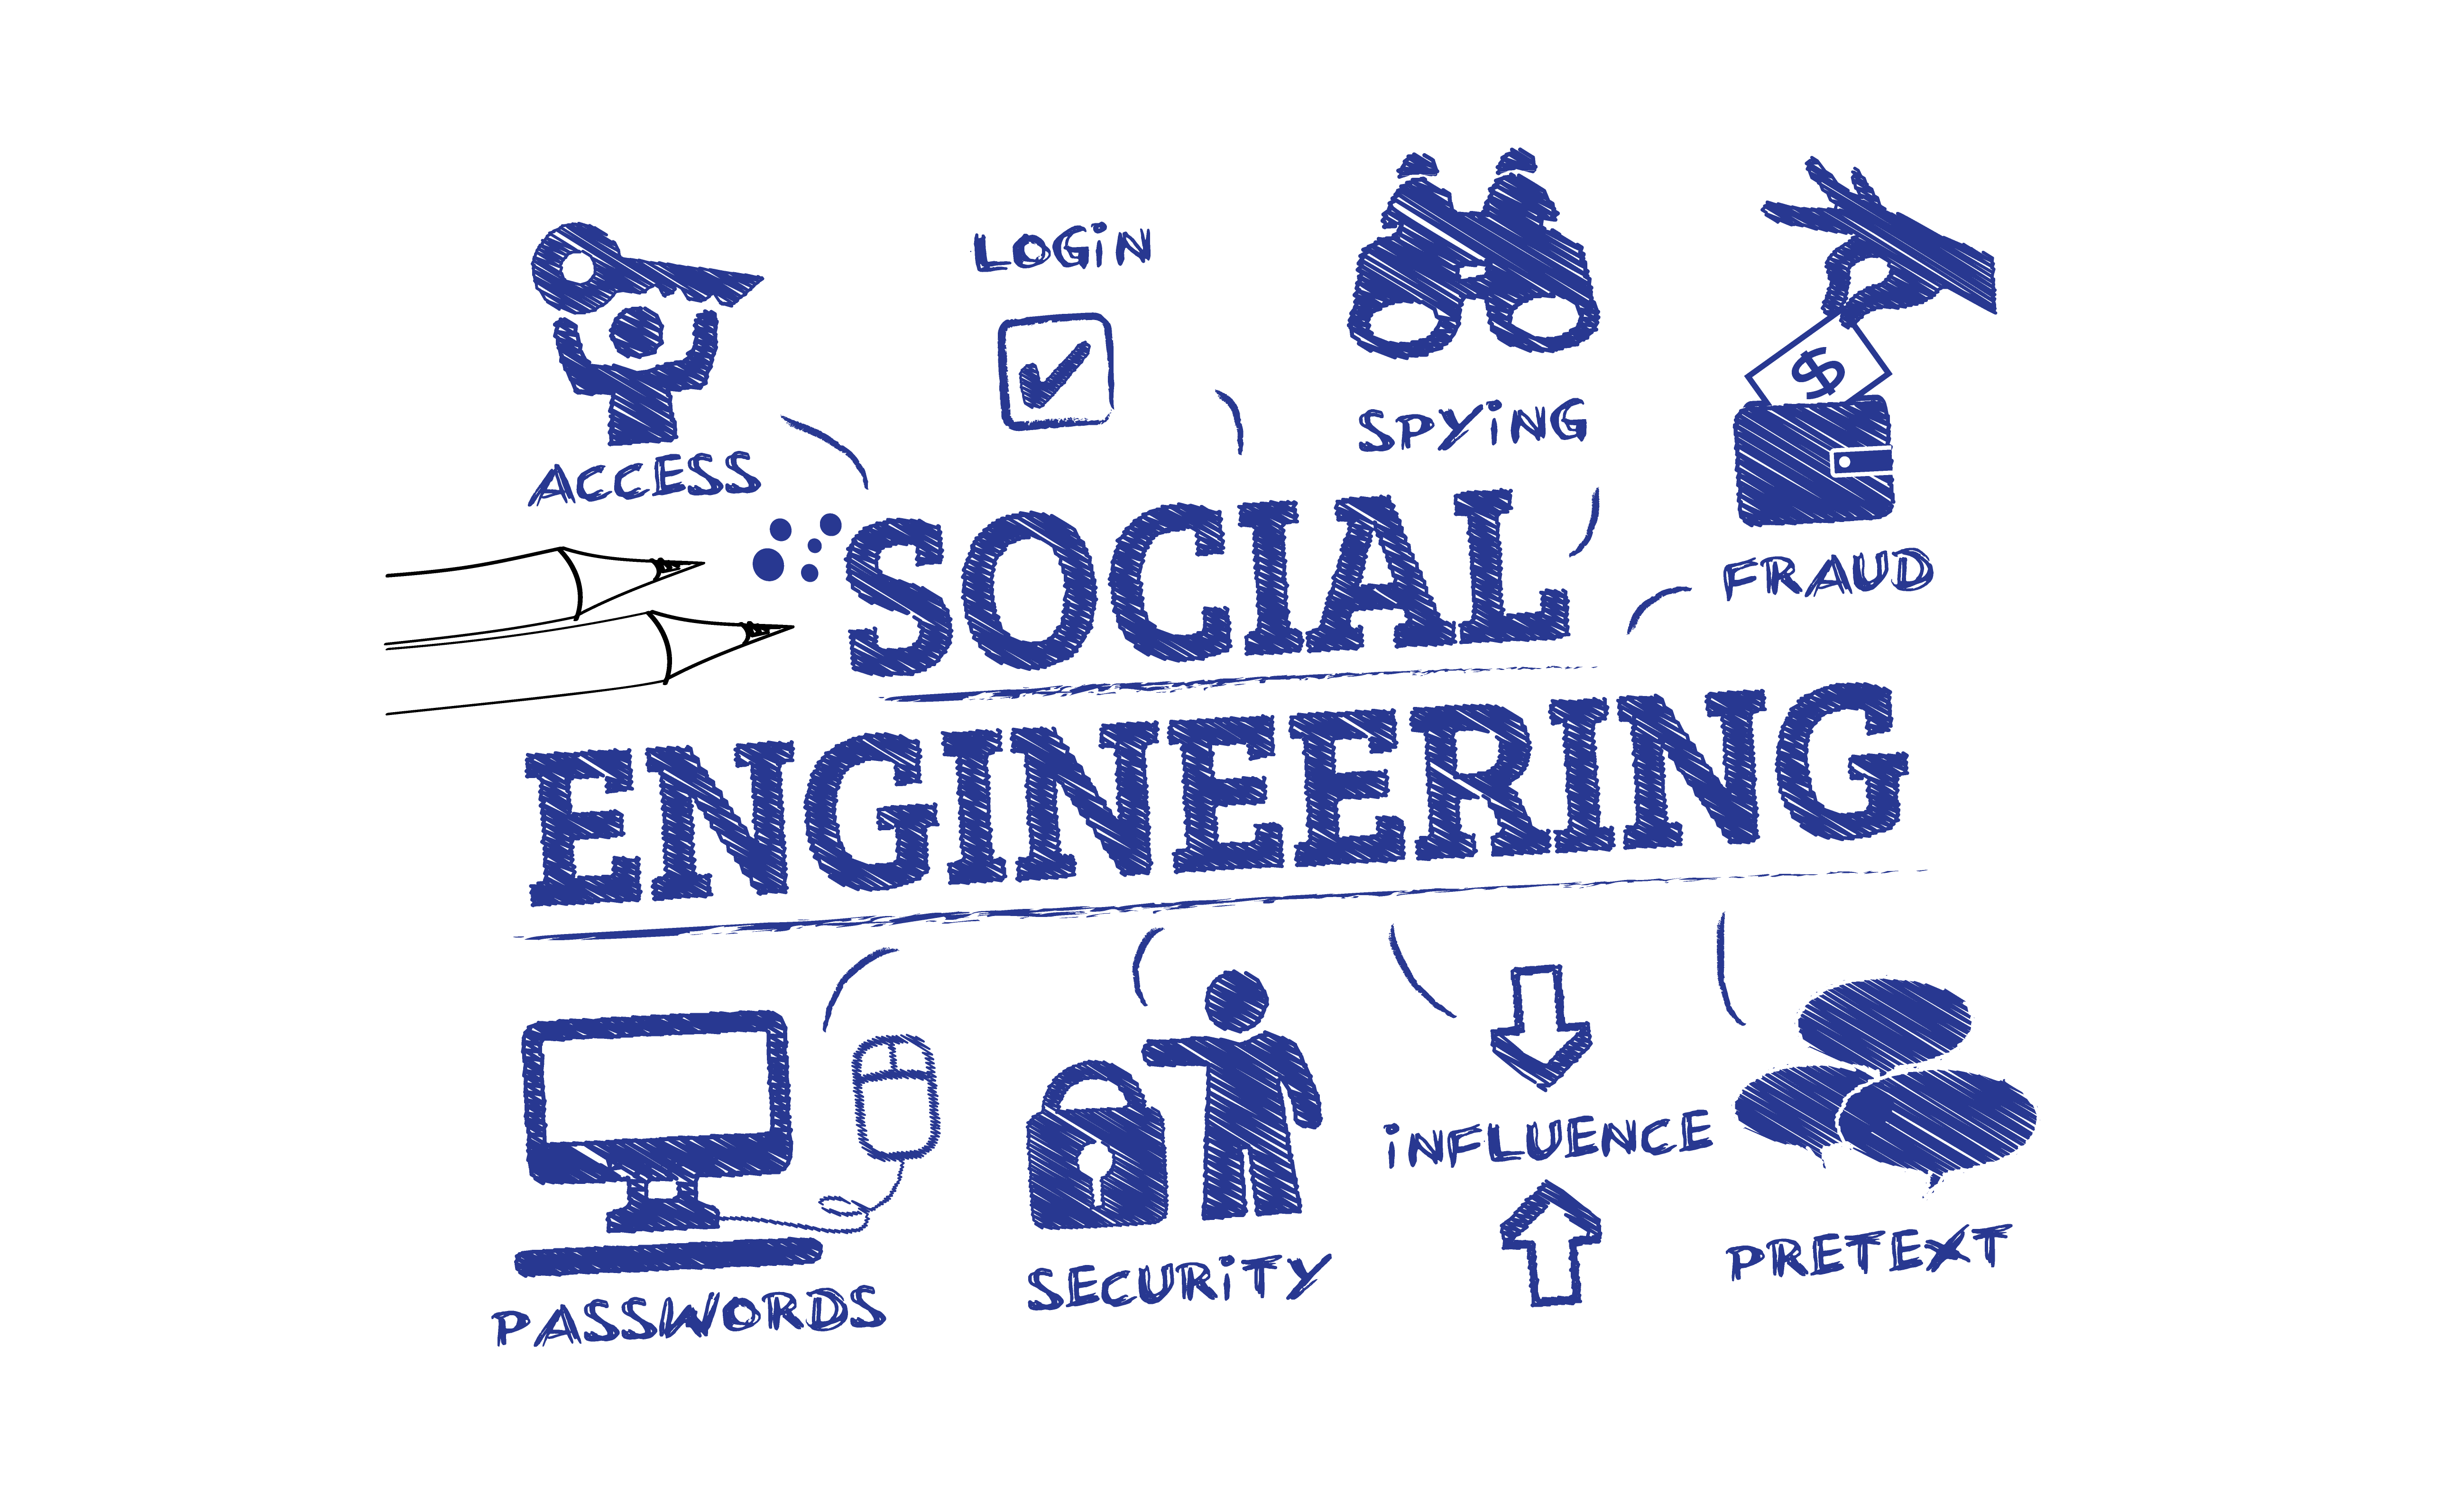 LOGiN
SPYiNG
ACCESS
$
FRAUD
SOCIAL
ENGINEERING
iNFLUENCE
PASSWORDS
SECURiTY
PRETEXT